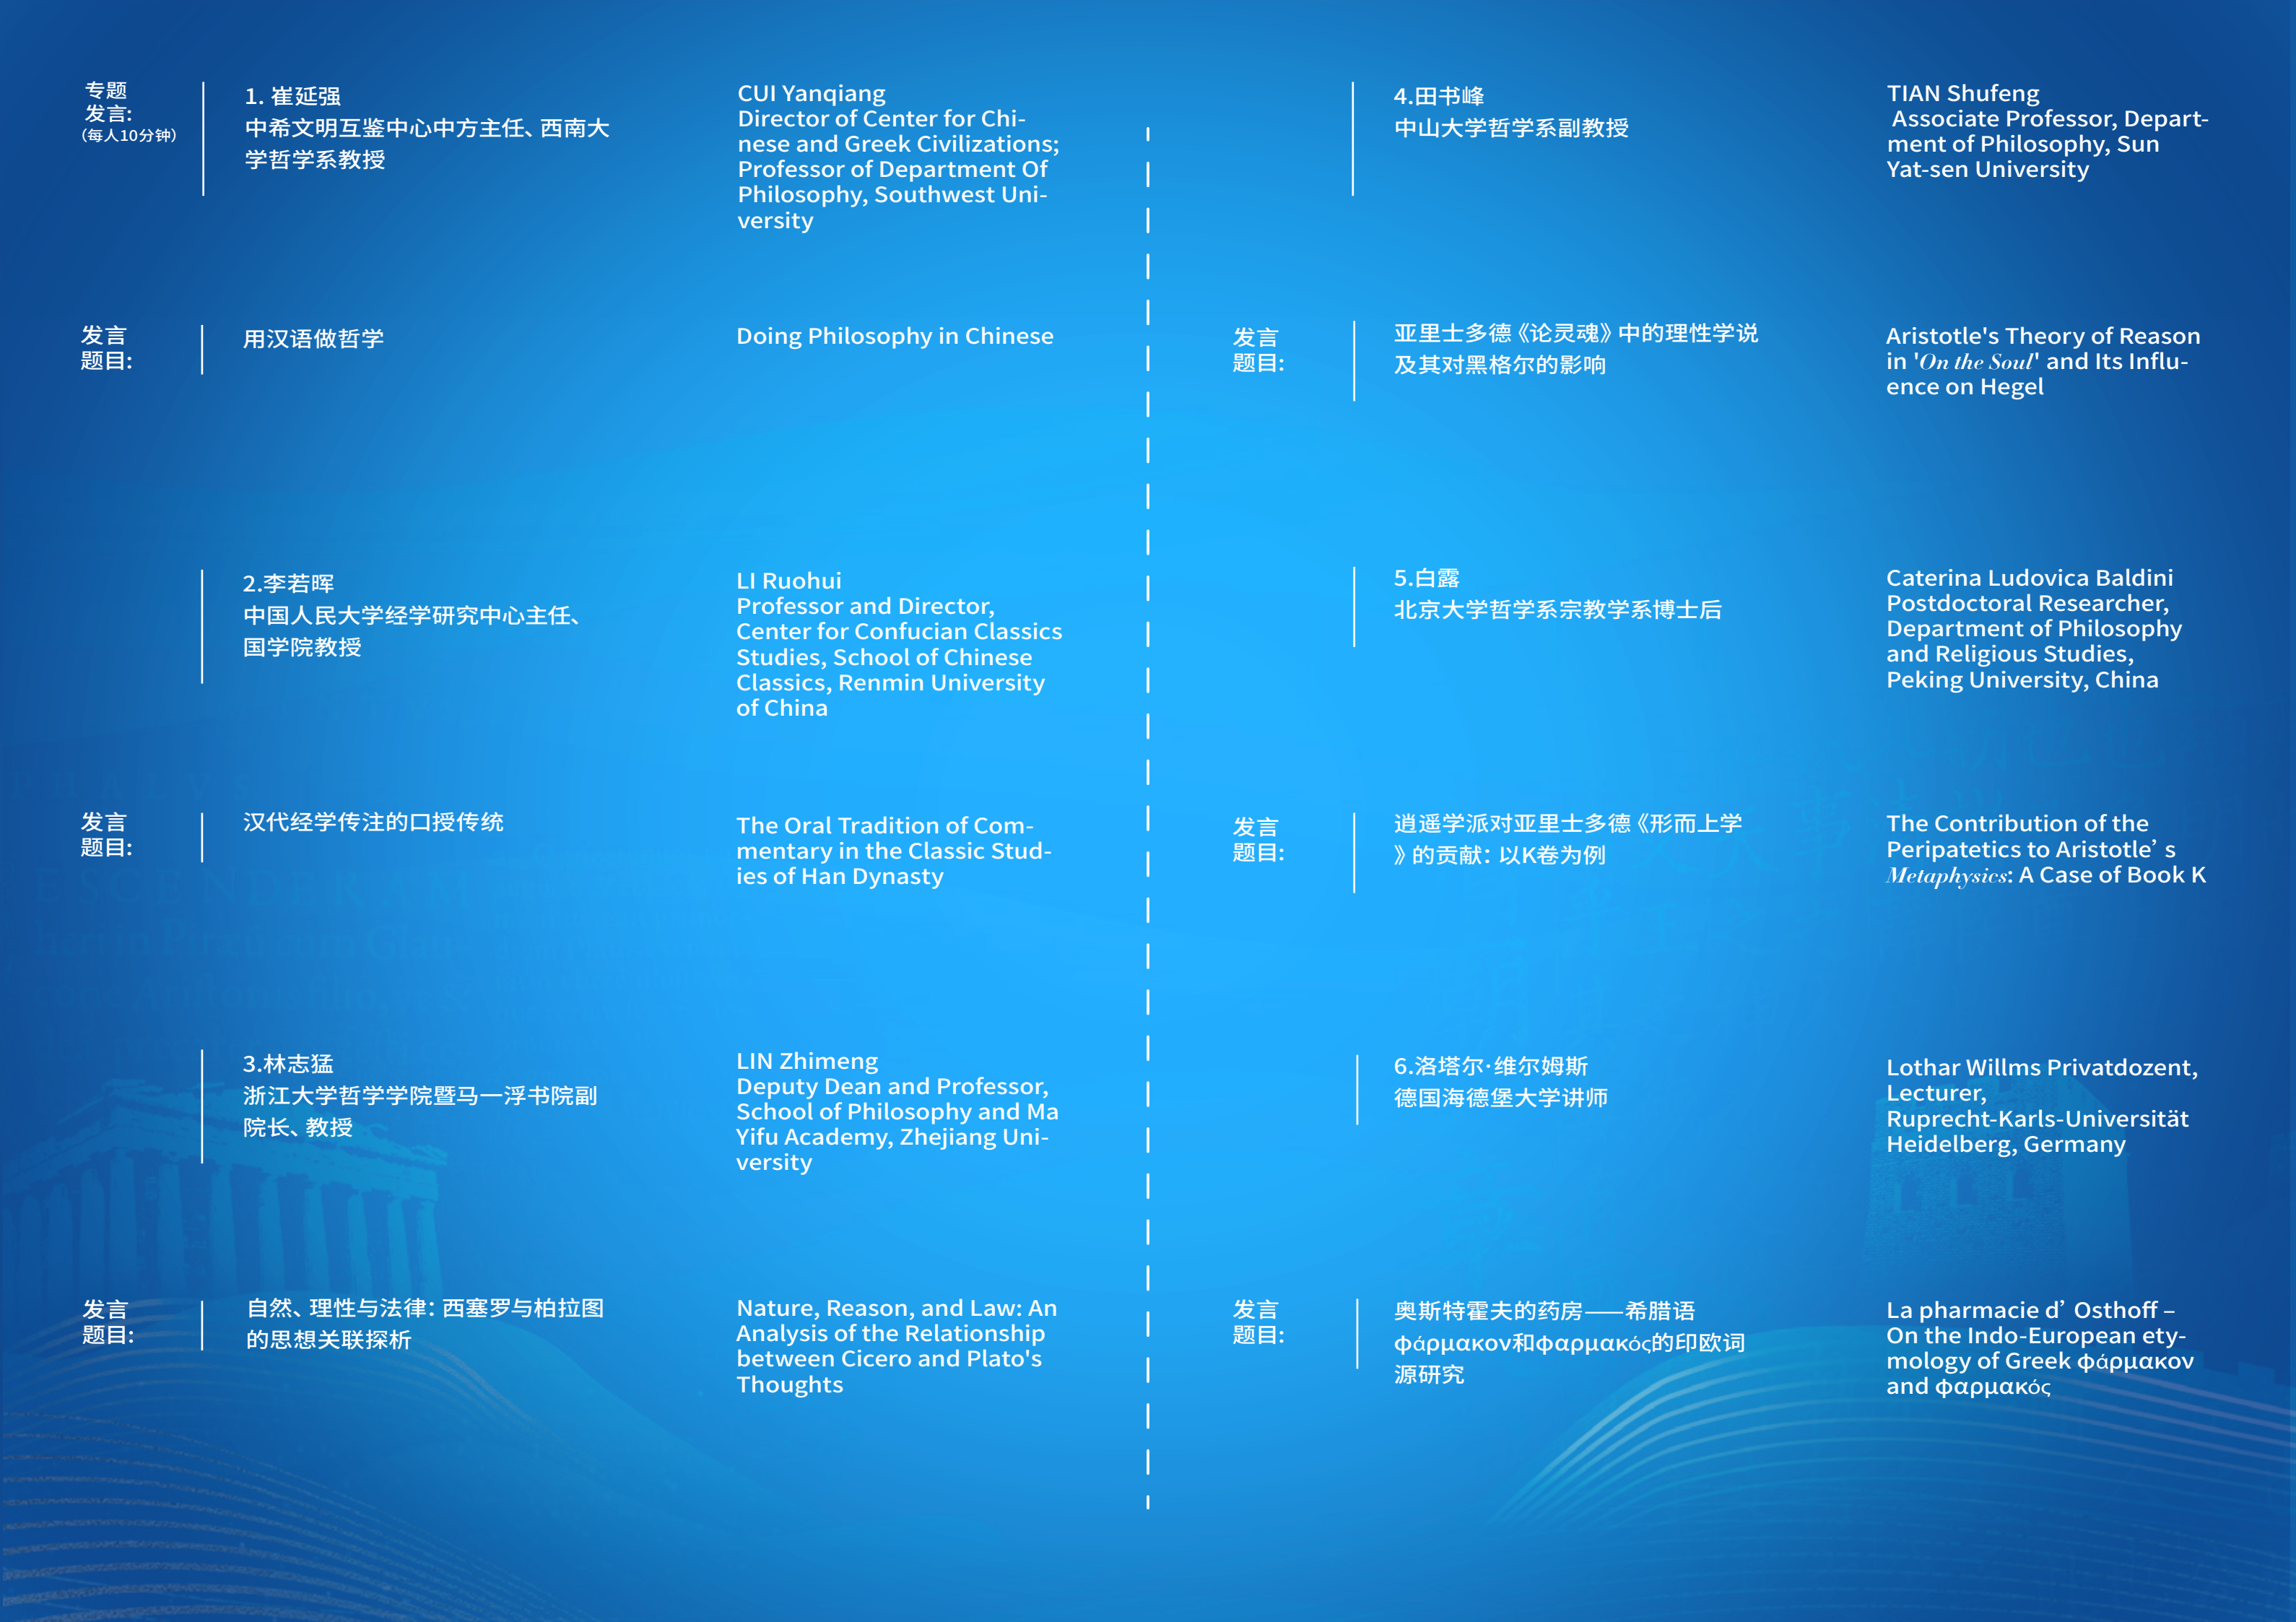 专题
发言:
(每人10分钟)
1. 崔延强
中希文明互鉴中心中方主任、西南大
学哲学系教授
CUI Yanqiang
Director of Center for Chi-
nese and Greek Civilizations;
Professor of Department Of
Philosophy, Southwest Uni-
versity
发言
题目:
用汉语做哲学
Doing Philosophy in Chinese
2.李若晖
中国人民大学经学研究中心主任、
国学院教授
LI Ruohui
Professor and Director,
Center for Confucian Classics
Studies, School of Chinese
Classics, Renmin University
of China
发言
题目:
汉代经学传注的口授传统
The Oral Tradition of Com-
mentary in the Classic Stud-
ies of Han Dynasty
3.林志猛
浙江大学哲学学院暨马一浮书院副
院长、教授
LIN Zhimeng
Deputy Dean and Professor,
School of Philosophy and Ma
Yifu Academy, Zhejiang Uni-
versity
发言
题目:
自然、理性与法律：西塞罗与柏拉图
的思想关联探析
Nature, Reason, and Law: An
Analysis of the Relationship
between Cicero and Plato's
Thoughts
4.田书峰
中山大学哲学系副教授
TIAN Shufeng
Associate Professor, Depart-
ment of Philosophy, Sun
Yat-sen University
发言
题目:
亚里士多德《论灵魂》中的理性学说
及其对黑格尔的影响
Aristotle's Theory of Reason
in 'On the Soul' and Its Influ-
ence on Hegel
5.白露
北京大学哲学系宗教学系博士后
Caterina Ludovica Baldini
Postdoctoral Researcher,
Department of Philosophy
and Religious Studies,
Peking University, China
发言
题目:
逍遥学派对亚里士多德《形而上学
》的贡献：以K卷为例
The Contribution of the
Peripatetics to Aristotle’ s
Metaphysics: A Case of Book K
6.洛塔尔·维尔姆斯
德国海德堡大学讲师
Lothar Willms Privatdozent,
Lecturer,
Ruprecht-Karls-Universität
Heidelberg, Germany
发言
题目:
奥斯特霍夫的药房——希腊语
φάρμακον和φαρμακός的印欧词
源研究
La pharmacie d’ Osthoff –
On the Indo-European ety-
mology of Greek φάρμακον
and φαρμακός